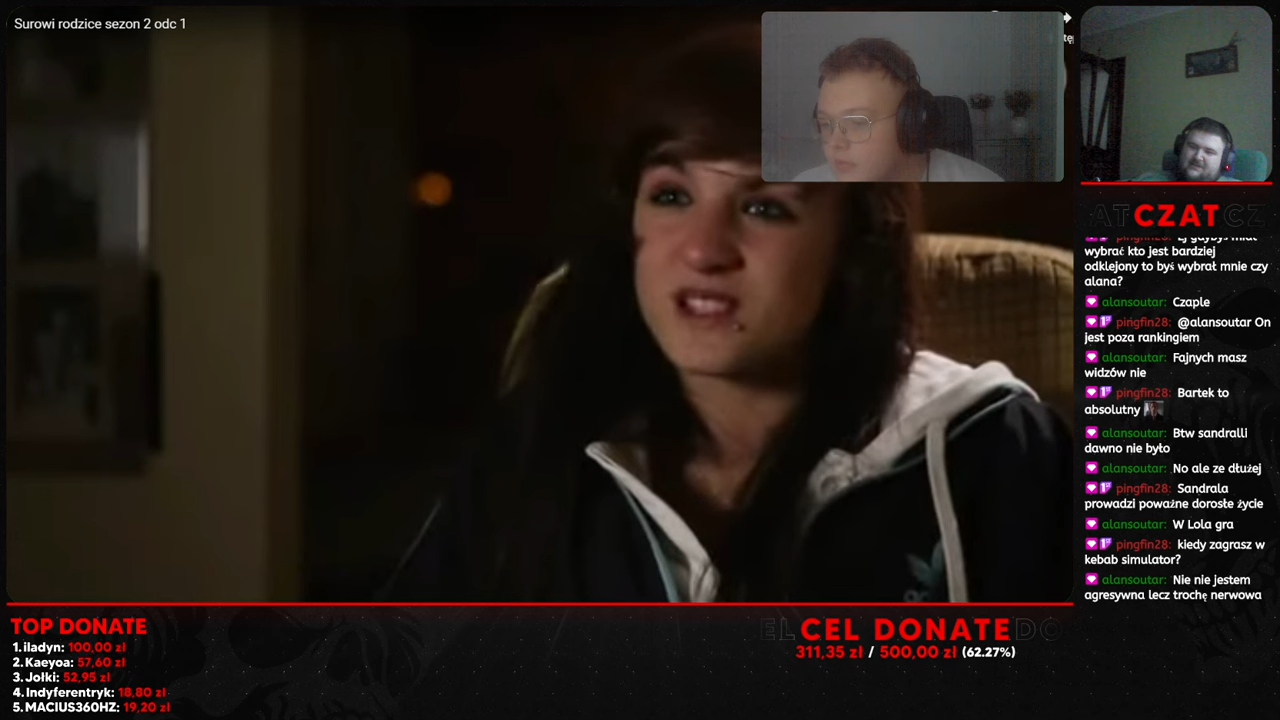 Surowi rodzice sezon 2 odc 1
CZAT
wybrać kto jest bardziej
odklejony to byś wybrał mnie czy
alana?
alansoutar: Czaple
pingfin28: @alansoutar On
jest poza rankingiem
alansoutar: Fajnych masz
widzów nie
pingfin28: Bartek to
absolutny
alansoutar: Btw sandralli
dawno nie było
alansoutar: No ale ze dłużej
pingfin28: Sandrala
prowadzi poważne dorosłe życie
alansoutar: W Lola gra
pingfin28: kiedy zagrasz w
kebab simulator?
alansoutar: Nie nie jestem
agresywna lecz trochę nerwowa
TOP DONATE
1. iladyn: 100,00 zł
2. Kaeyoa: 57,60 zł
3. Jołki: 52,95 zł
4. Indyferentryk: 18,80 zł
5. MACIUS360HZ: 19,20 zł
CEL DONATE
311,35 zł / 500,00 zł (62.27%)